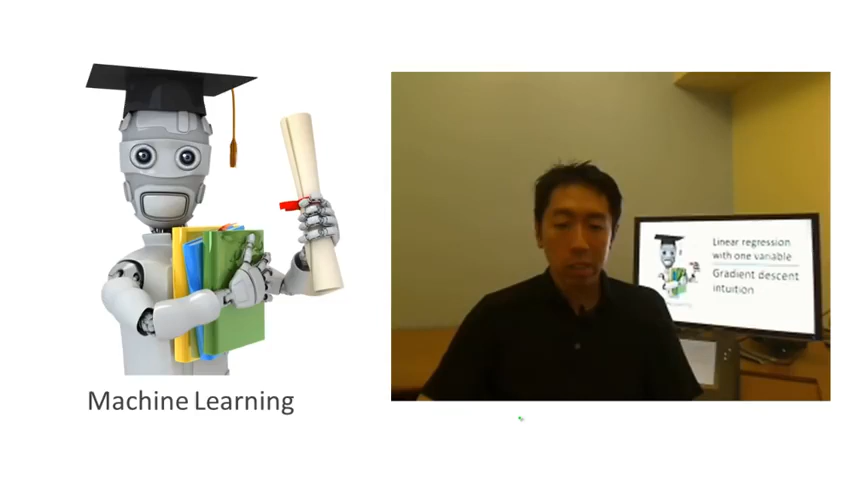 Machine Learning
Linear regression
with one variable
Gradient descent
intuition